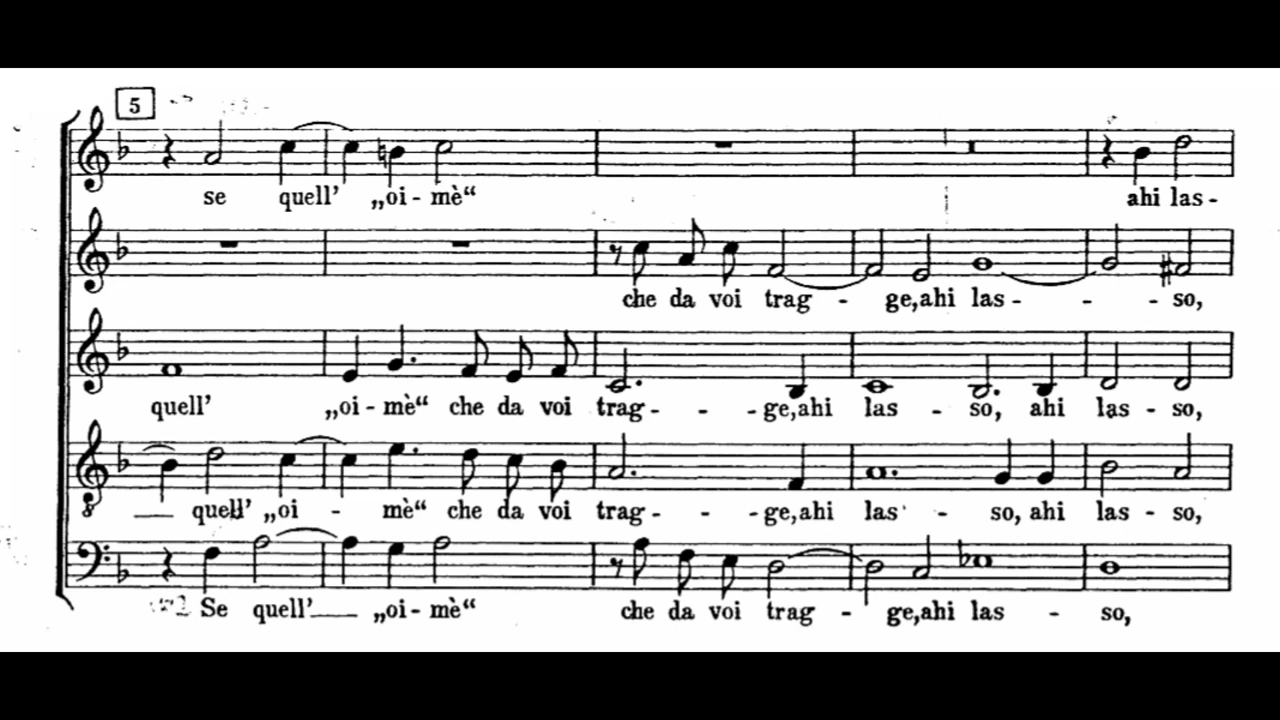 5
se quell' „oi - mè“ ahi las -
che da voi trag - ge,ahi las - - - so,
quell' „oi - mè“ che da voi trag - - - ge,ahi las - so, ahi las - so,
8
quell' „oi - mè“ che da voi trag - - - ge,ahi las - so, ahi las - so,
Se quell' „oi - mè“ che da voi trag - ge,ahi las - so,